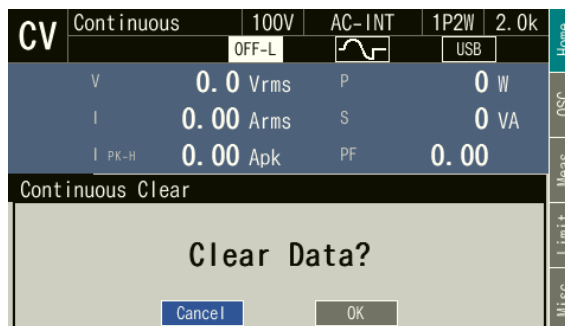 CV Continuous 100V AC-INT 1P2W 2.0k
OFF-L USB
V 0.0 Vrms P 0 W
I 0.00 Arms S 0 VA
I PK-H 0.00 Apk PF 0.00
Continuous Clear
Clear Data?
Cancel OK
Home
OSC
Meas
Limit
Misc